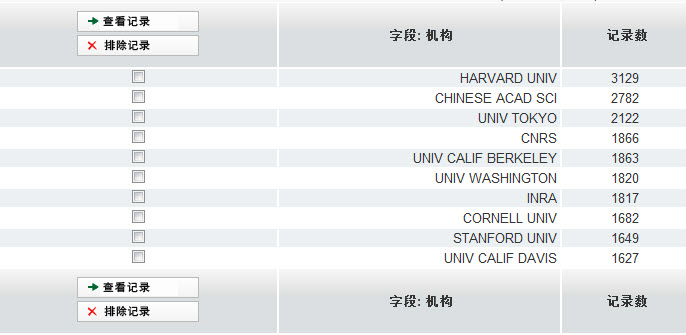 查看记录
排除记录
字段: 机构 记录数
HARVARD UNIV 3129
CHINESE ACAD SCI 2782
UNIV TOKYO 2122
CNRS 1866
UNIV CALIF BERKELEY 1863
UNIV WASHINGTON 1820
INRA 1817
CORNELL UNIV 1682
STANFORD UNIV 1649
UNIV CALIF DAVIS 1627
查看记录
排除记录
字段: 机构 记录数